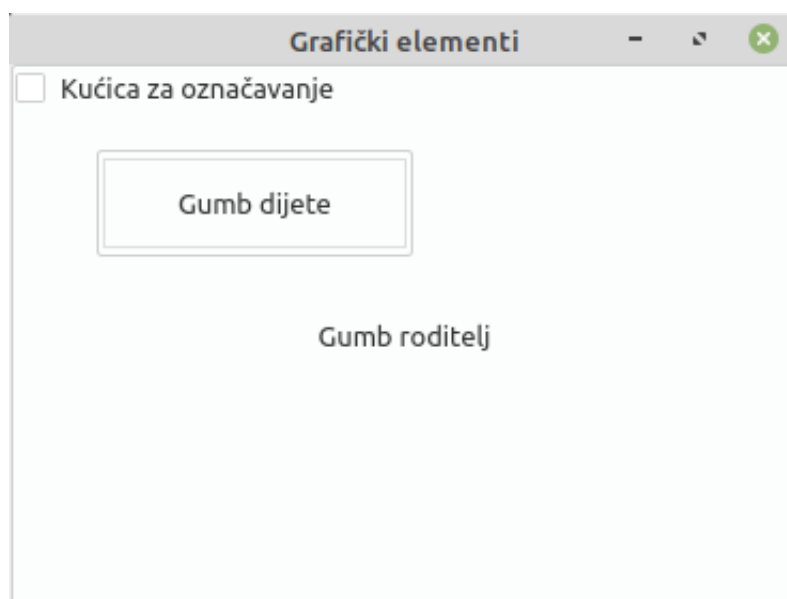 Grafički elementi
Kućica za označavanje
Gumb dijete
Gumb roditelj